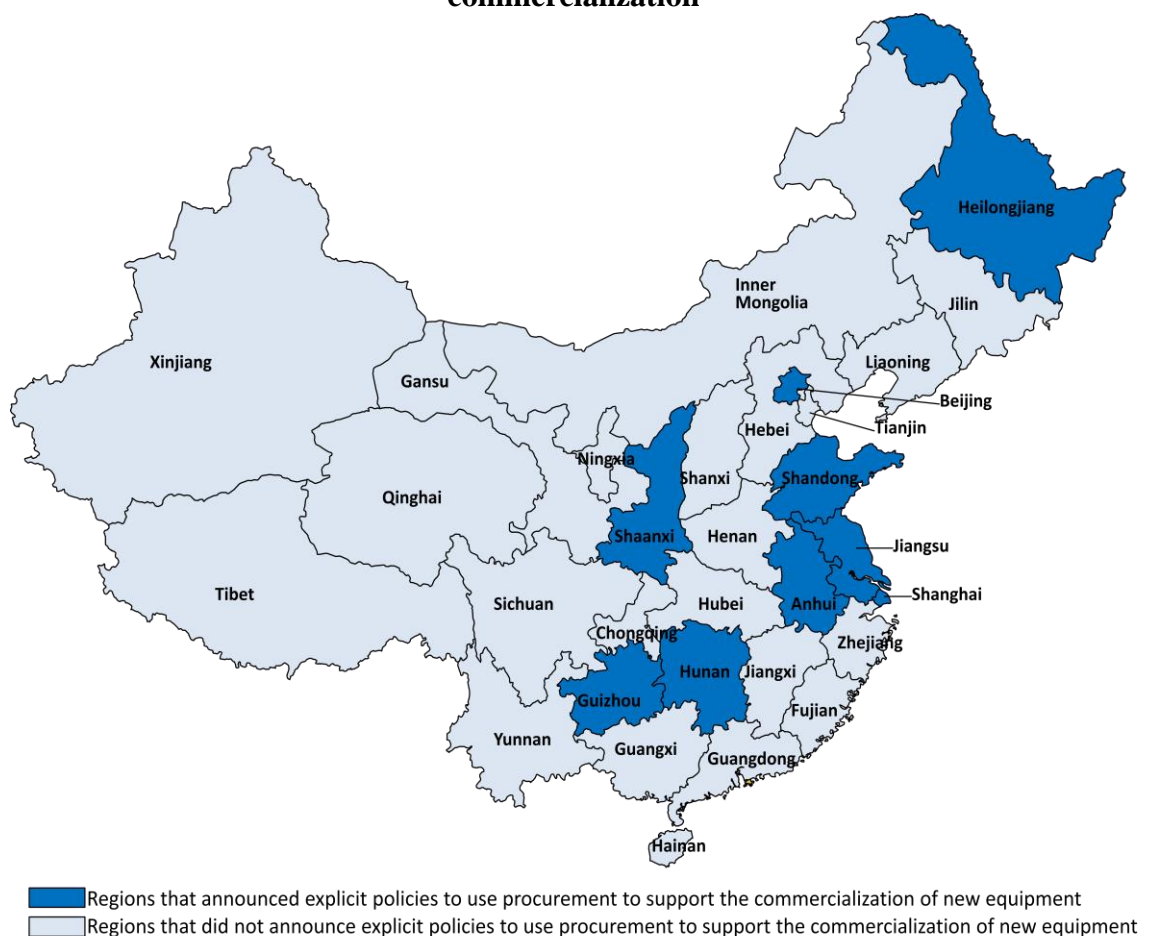 commercialization
Heilongjiang
Inner
Mongolia
Jilin
Xinjiang
Liaoning
Gansu
Beijing
Tianjin
Hebei
Ningxia
Shanxi
Shandong
Qinghai
Shaanxi
Henan
Jiangsu
Tibet
Shanghai
Sichuan
Hubei
Anhui
Chongqing
Zhejiang
Hunan
Jiangxi
Guizhou
Fujian
Yunnan
Guangxi
Guangdong
Hainan
Regions that announced explicit policies to use procurement to support the commercialization of new equipment
Regions that did not announce explicit policies to use procurement to support the commercialization of new equipment